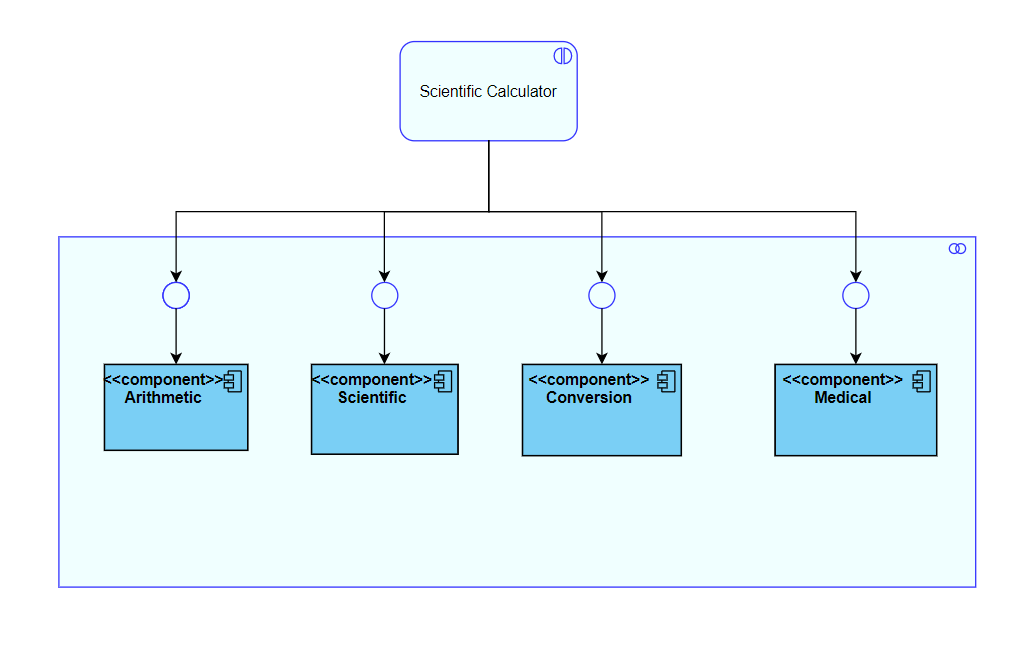 Scientific Calculator
<<component>>
Arithmetic
<<component>>
Scientific
<<component>>
Conversion
<<component>>
Medical